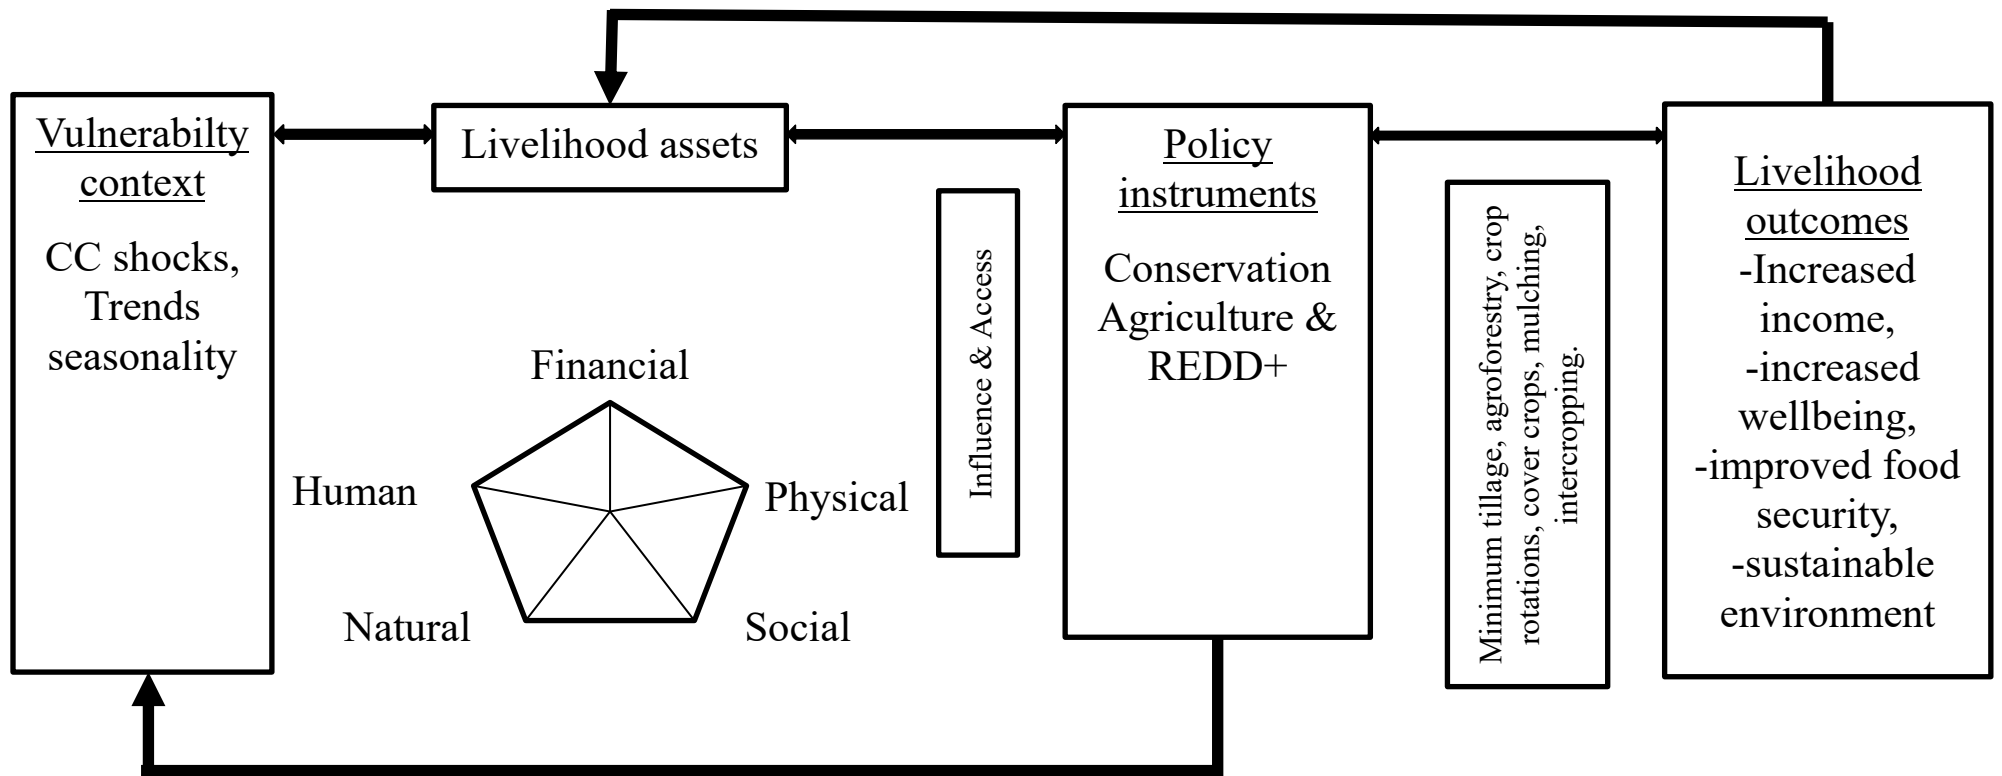 Vulnerabilty
context
CC shocks,
Trends
seasonality
Livelihood assets
Financial
Human
Physical
Natural
Social
Influence & Access
Policy
instruments
Conservation
Agriculture &
REDD+
Minimum tillage, agroforestry, crop
rotations, cover crops, mulching,
intercropping.
Livelihood
outcomes
-Increased
income,
-increased
wellbeing,
-improved food
security,
-sustainable
environment